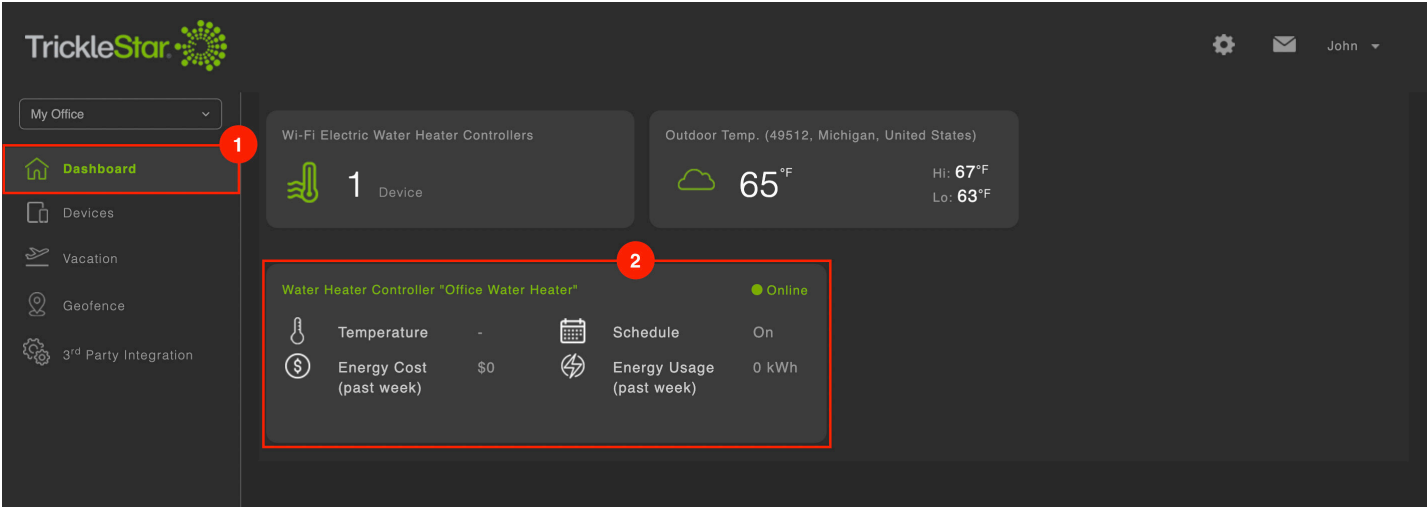 TrickleStar
John
My Office
1
Dashboard
Devices
Vacation
Geofence
3rd Party Integration
Wi-Fi Electric Water Heater Controllers
1 Device
Outdoor Temp. (49512, Michigan, United States)
65°F
Hi: 67°F
Lo: 63°F
2
Water Heater Controller "Office Water Heater"
Online
Temperature -
Schedule On
Energy Cost $0
(past week)
Energy Usage 0 kWh
(past week)